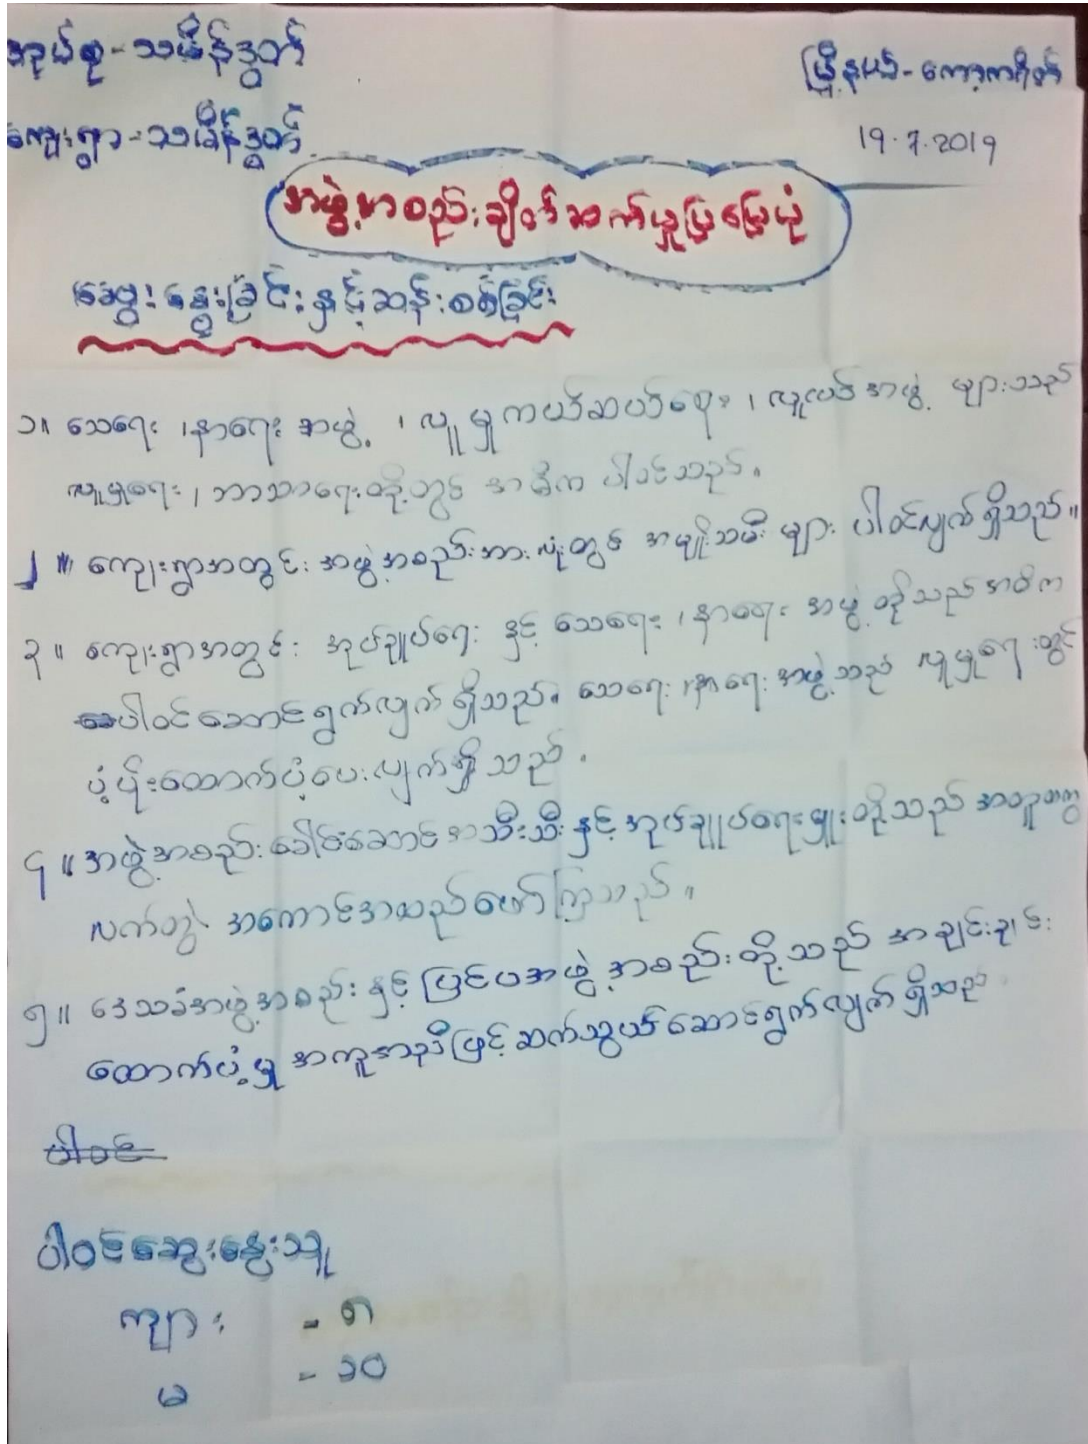 အုပ်စု - သမိန်ဒွတ်
မြို့နယ် - ကော့ကရိတ်
ကျေးရွာ - သမိန်ဒွတ်
19.7.2019
အဖွဲ့အစည်းချိတ်ဆက်မှုပြမြေပုံ
ဆွေးနွေးခြင်းနှင့်ဆန်းစစ်ခြင်း
၁။ သေရေး ၊ နာရေး အဖွဲ့ ၊ လူမှုကယ်ဆယ်ရေး ၊ လူငယ် အဖွဲ့ များသည်
လူမှုရေး ၊ ဘာသာရေးတို့တွင် အဓိက ပါဝင်သည်။
၂။ ကျေးရွာအတွင်း အဖွဲ့အစည်းအားလုံးတွင် အမျိုးသမီး များ ပါဝင်လျက်ရှိသည်။
၃။ ကျေးရွာအတွင်း အုပ်ချုပ်ရေး နှင့် သေရေး ၊ နာရေး အဖွဲ့ တို့သည် အဓိက
ပါဝင်ဆောင်ရွက်လျက်ရှိသည်။ သေရေး ၊ နာရေး အဖွဲ့သည် လူမှုရေးတွင်
ပံ့ပိုးထောက်ပံ့ပေးလျက်ရှိသည်။
၄။ အဖွဲ့အစည်းခေါင်းဆောင်အသီးသီးနှင့် အုပ်ချုပ်ရေးမှူးတို့သည် အတူတကွ
လက်တွဲ အကောင်အထည်ဖော်ကြသည်။
၅။ ဒေသခံအဖွဲ့အစည်းနှင့် ပြင်ပအဖွဲ့အစည်းတို့သည် အချင်းချင်း
ထောက်ပံ့မှု အကူအညီဖြင့် ဆက်သွယ်ဆောင်ရွက်လျက်ရှိသည်
ပါဝင်
ပါဝင်ဆွေးနွေးသူ
ကျား - ၈
မ - ၁၀